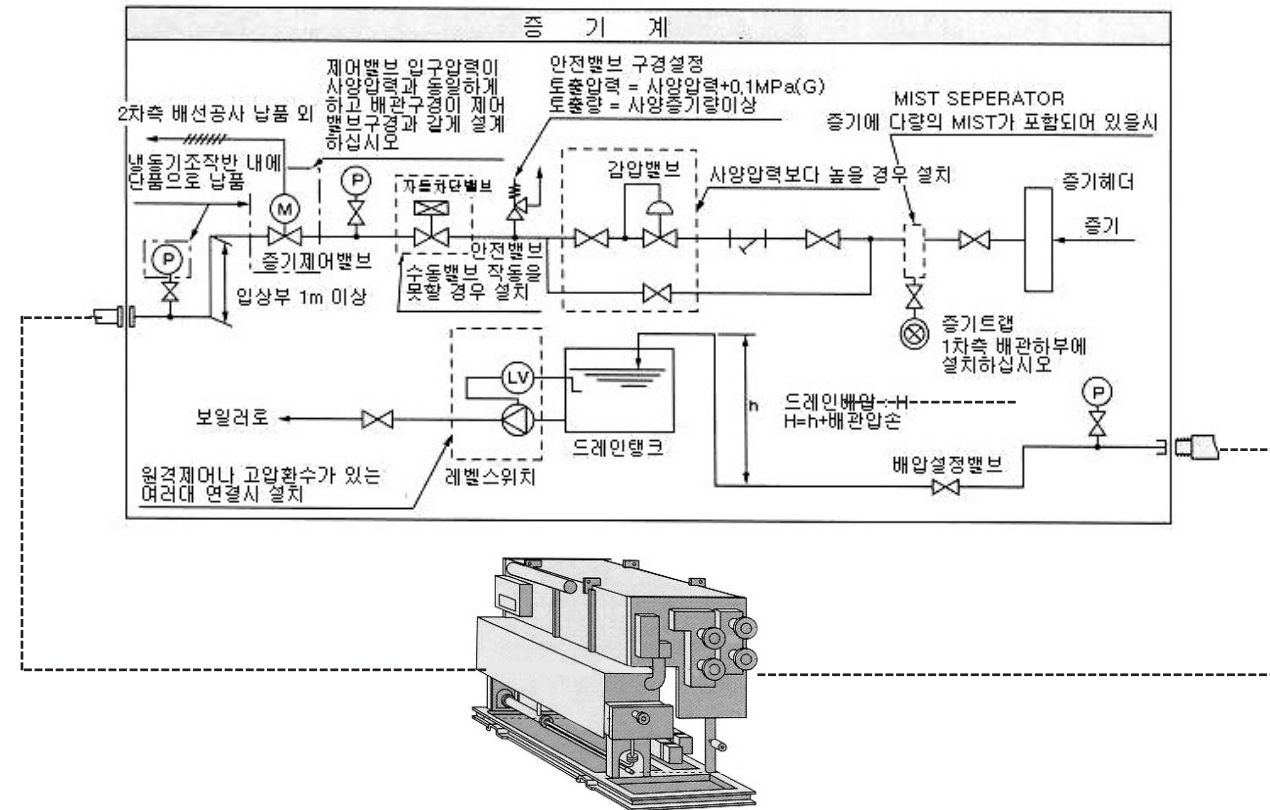 증 기 계
제어밸브 입구압력이
사양압력과 동일하게
하고 배관구경이 제어
밸브구경과 같게 설계
하십시오
안전밸브 구경설정
토출압력 = 사양압력+0,1MPa(G)
토출량 = 사양증기량이상
MIST SEPERATOR
증기에 다량의 MIST가 포함되어 있을시
2차측 배선공사 납품 외
냉동기조작반 내에
단품으로 납품
P
자동차단밸브
감압밸브
사양압력보다 높을 경우 설치
증기헤더
증기
M
P
증기제어밸브
안전밸브
수동밸브 작동을
못할 경우 설치
입상부 1m 이상
증기트랩
1차측 배관하부에
설치하십시오
LV
P
보일러로
h
드레인배압 : H
H=h+배관압손
드레인탱크
레벨스위치
배압설정밸브
원격제어나 고압환수가 있는
여러대 연결시 설치